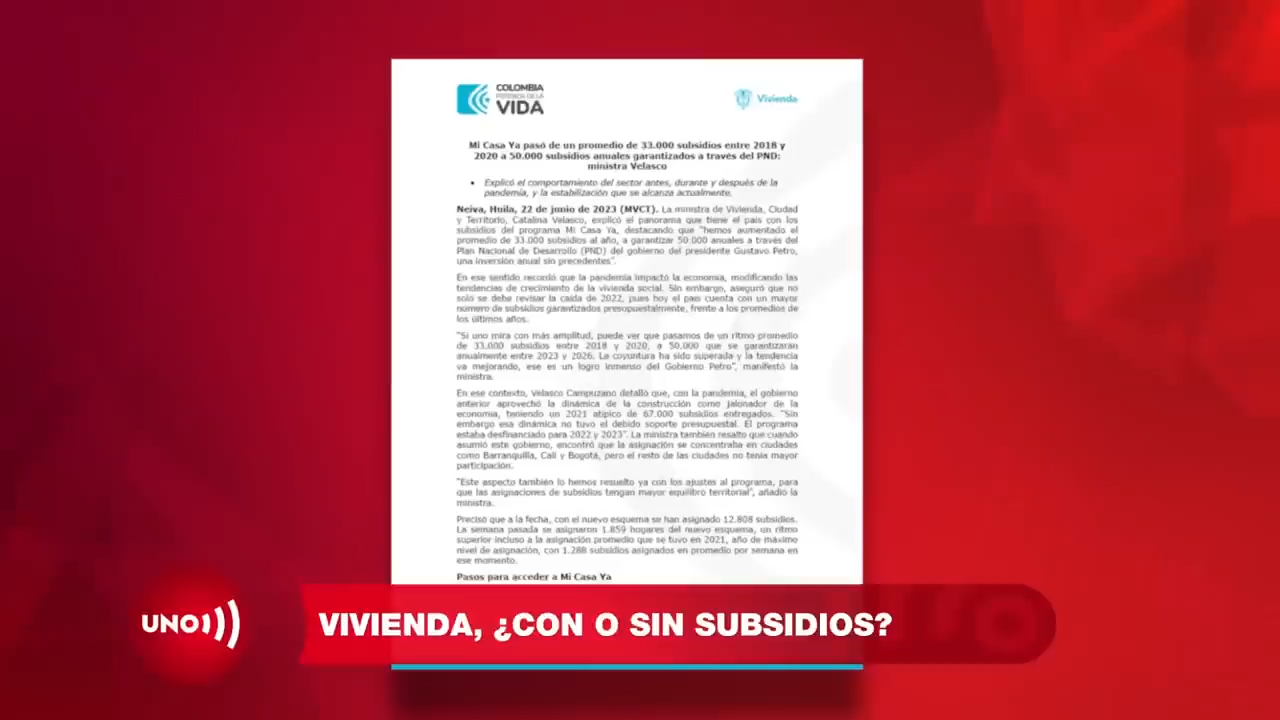 COLOMBIA
POTENCIA DE LA
VIDA
Vivienda
Mi Casa Ya pasó de un promedio de 33.000 subsidios entre 2018 y
2020 a 50.000 subsidios anuales garantizados a través del PND:
ministra Velasco
• Explicó el comportamiento del sector antes, durante y después de la
pandemia, y la estabilización que se alcanza actualmente.
Neiva, Huila, 22 de junio de 2023 (MVCT). La ministra de Vivienda, Ciudad
y Territorio, Catalina Velasco, explicó el panorama que tiene el país con los
subsidios del programa Mi Casa Ya, destacando que "hemos aumentado el
promedio de 33.000 subsidios al año, a garantizar 50.000 anuales a través del
Plan Nacional de Desarrollo (PND) del gobierno del presidente Gustavo Petro,
una inversión anual sin precedentes".
En ese sentido recordó que la pandemia impactó la economía, modificando las
tendencias de crecimiento de la vivienda social. Sin embargo, aseguró que no
solo se debe revisar la caída de 2022, pues hoy el país cuenta con un mayor
número de subsidios garantizados presupuestalmente, frente a los promedios de
los últimos años.
"Si uno mira con más amplitud, puede ver que pasamos de un ritmo promedio
de 33.000 subsidios entre 2018 y 2020, a 50.000 que se garantizarán
anualmente entre 2023 y 2026. La coyuntura ha sido superada y la tendencia
va mejorando, ese es un logro inmenso del Gobierno Petro", manifestó la
ministra.
En ese contexto, Velasco Campuzano detalló que, con la pandemia, el gobierno
anterior aprovechó la dinámica de la construcción como jalonador de la
economía, teniendo un 2021 atípico de 67.000 subsidios entregados. "Sin
embargo esa dinámica no tuvo el debido soporte presupuestal. El programa
estaba desfinanciado para 2022 y 2023". La ministra también resaltó que cuando
asumió este gobierno, encontró que la asignación se concentraba en ciudades
como Barranquilla, Cali y Bogotá, pero el resto de las ciudades no tenía mayor
participación.
"Este aspecto también lo hemos resuelto ya con los ajustes al programa, para
que las asignaciones de subsidios tengan mayor equilibro territorial", añadió la
ministra.
Precisó que a la fecha, con el nuevo esquema se han asignado 12.808 subsidios.
La semana pasada se asignaron 1.859 hogares del nuevo esquema, un ritmo
superior incluso a la asignación promedio que se tuvo en 2021, año de máximo
nivel de asignación, con 1.288 subsidios asignados en promedio por semana en
ese momento.
Pasos para acceder a Mi Casa Ya
UNO
VIVIENDA, ¿CON O SIN SUBSIDIOS?